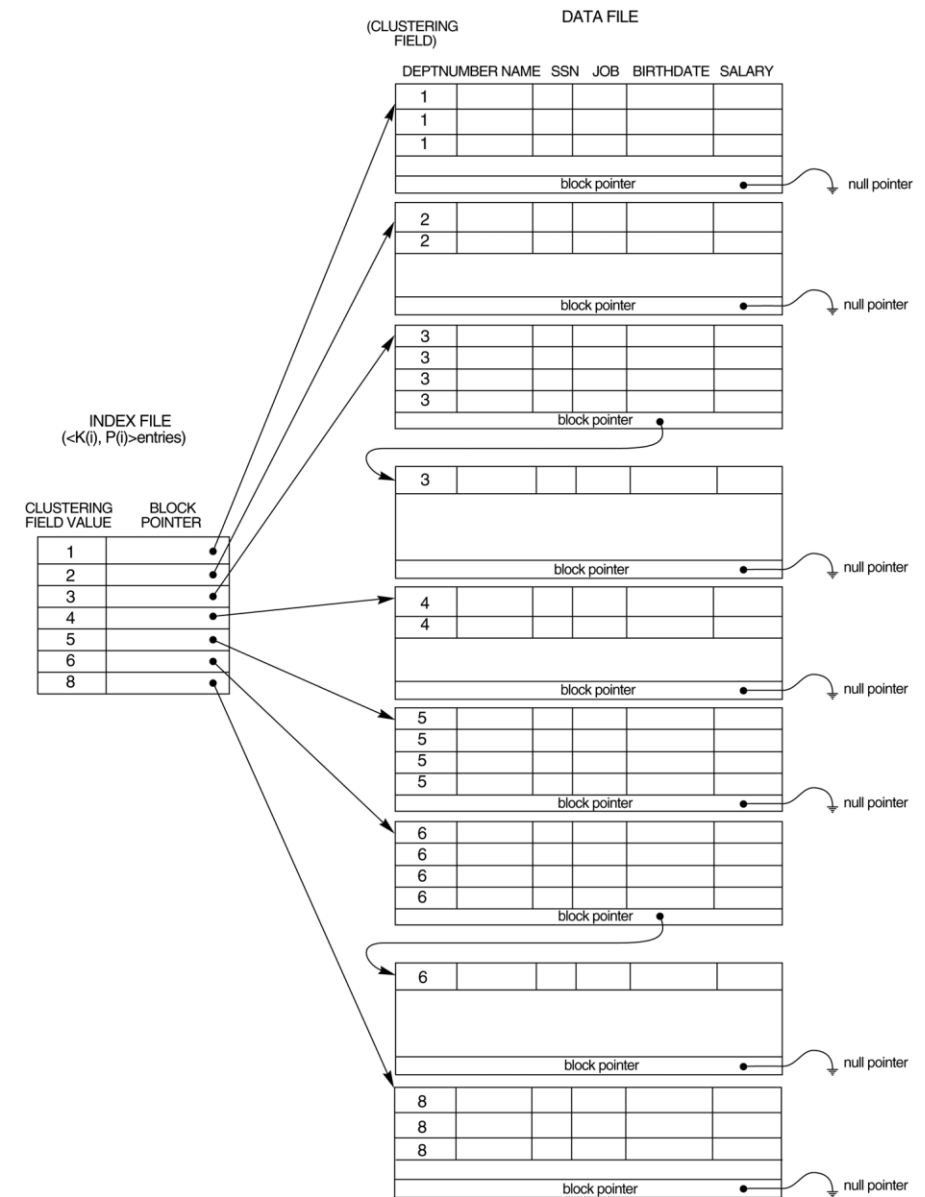 DATA FILE
(CLUSTERING
FIELD)
DEPTNUMBER NAME SSN JOB BIRTHDATE SALARY
1
1
1
block pointer null pointer
2
2
block pointer null pointer
3
3
3
3
block pointer
INDEX FILE
(<K(i), P(i)>entries)
CLUSTERING
FIELD VALUE
BLOCK
POINTER
1
2
3
4
5
6
8
3
block pointer null pointer
4
4
block pointer null pointer
5
5
5
5
block pointer null pointer
6
6
6
6
block pointer
6
block pointer null pointer
8
8
8
block pointer null pointer